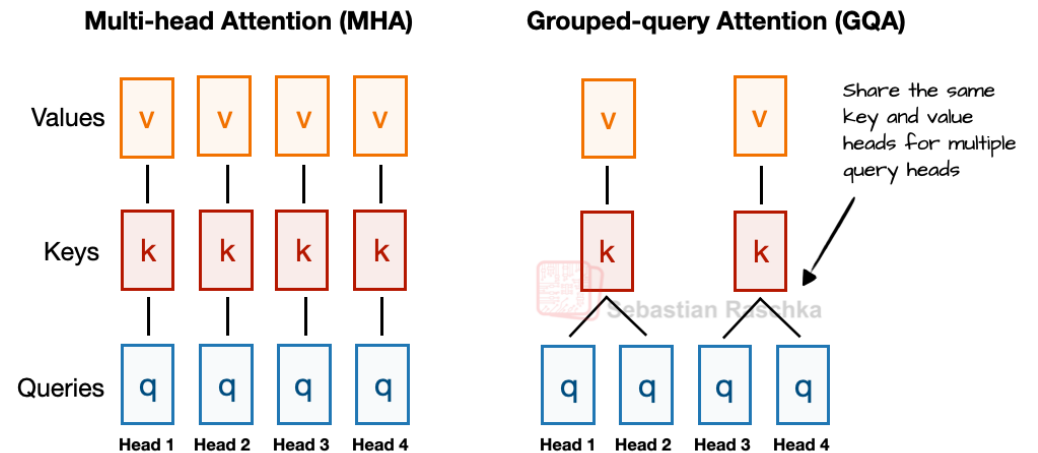 Multi-head Attention (MHA)
Grouped-query Attention (GQA)
Values
v v v v
v v
Share the same
key and value
heads for multiple
query heads
Keys
k k k k
k k
Sebastian Raschka
Queries
q q q q
q q q q
Head 1 Head 2 Head 3 Head 4
Head 1 Head 2 Head 3 Head 4